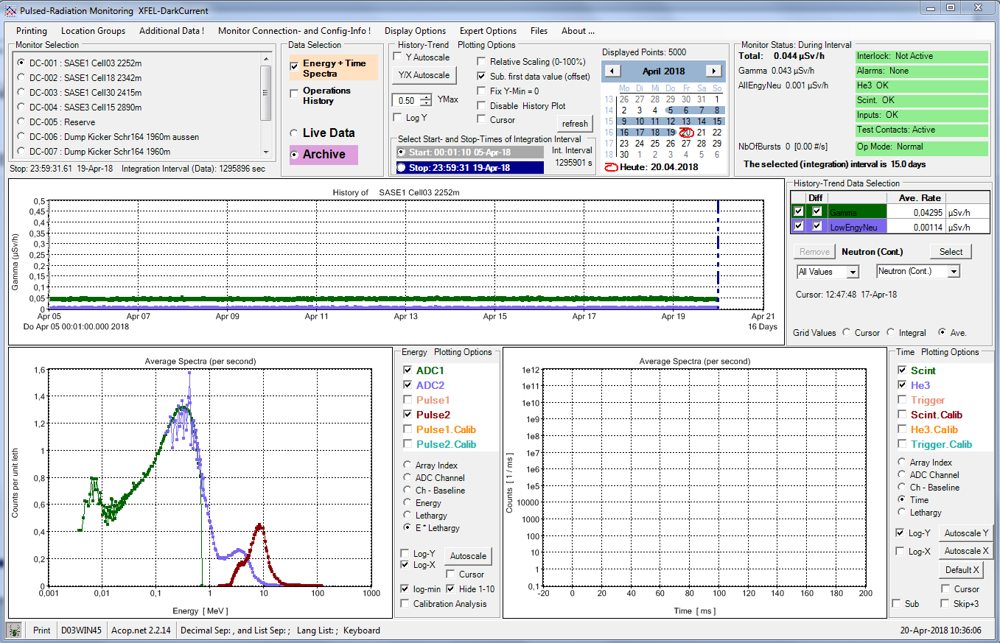 Pulsed-Radiation Monitoring XFEL-DarkCurrent
Printing Location Groups Additional Data ! Monitor Connection- and Config-Info ! Display Options Expert Options Files About ...
Monitor Selection
DC-001 : SASE1 Cell03 2252m
DC-002 : SASE1 Cell18 2342m
DC-003 : SASE1 Cell30 2415m
DC-004 : SASE3 Cell15 2890m
DC-005 : Reserve
DC-006 : Dump Kicker Schr164 1960m aussen
DC-007 : Dump Kicker Schr164 1960m
Stop: 23:59:31.61 19-Apr-18 Integration Interval (Data): 1295896 sec
Data Selection
Energy + Time
Spectra
Operations
History
Live Data
Archive
History-Trend Plotting Options
Y Autoscale
Y/X Autoscale
0.50 YMax
Log Y
Relative Scaling (0-100%)
Sub. first data value (offset)
Fix Y-Min = 0
Disable History Plot
Cursor
refresh
Select Start- and Stop-Times of Integration Interval
Start: 00:01:10 05-Apr-18
Stop: 23:59:31 19-Apr-18
Int. Interval
1295901 s
Displayed Points: 5000
April 2018
Mo Di Mi Do Fr Sa So
13 26 27 28 29 30 31 1
14 2 3 4 5 6 7 8
15 9 10 11 12 13 14 15
16 16 17 18 19 20 21 22
17 23 24 25 26 27 28 29
18 30 1 2 3 4 5 6
Heute: 20.04.2018
Monitor Status: During Interval
Total: 0.044 µSv/h
Gamma 0.043 µSv/h
AllEngyNeu 0.001 µSv/h
NbOfBursts 0 [0.00 #/s]
Interlock: Not Active
Alarms: None
He3 OK
Scint. OK
Inputs: OK
Test Contacts: Active
Op Mode: Normal
The selected (integration) interval is 15.0 days
History of SASE1 Cell03 2252m
Gamma (µSv/h)
0,5
0,45
0,4
0,35
0,3
0,25
0,2
0,15
0,1
0,05
0
Apr 05 Apr 07 Apr 09 Apr 11 Apr 13 Apr 15 Apr 17 Apr 19 Apr 21
Do Apr 05 00:01:00.000 2018 16 Days
History-Trend Data Selection
Diff Ave. Rate
Gamma 0,04295 µSv/h
LowEngyNeu 0,00114 µSv/h
Remove Neutron (Cont.) Select
All Values Neutron (Cont.)
Cursor: 12:47:48 17-Apr-18
Grid Values Cursor Integral Ave.
Average Spectra (per second)
Counts per unit leth
1,6
1,4
1,2
1
0,8
0,6
0,4
0,2
0
0,001 0,01 0,1 1 10 100 1000
Energy [ MeV ]
Energy Plotting Options
ADC1
ADC2
Pulse1
Pulse2
Pulse1.Calib
Pulse2.Calib
Array Index
ADC Channel
Ch - Baseline
Energy
Lethargy
E * Lethargy
Log-Y
Log-X
Autoscale
Cursor
log-min Hide 1-10
Calibration Analysis
Average Spectra (per second)
Counts [ 1 / ms ]
1e12
1e11
1e10
1e9
1e8
1e7
1e6
1e5
10000
1000
100
10
1
0,1
-20 0 20 40 60 80 100 120 140 160 180 200
Time [ ms ]
Time Plotting Options
Scint
He3
Trigger
Scint.Calib
He3.Calib
Trigger.Calib
Array Index
ADC Channel
Ch - Baseline
Time
Lethargy
Log-Y Autoscale Y
Log-X Autoscale X
Default X
Cursor
Sub Skip+3
Print D03WIN45 Acop.net 2.2.14 Decimal Sep: , and List Sep: ; Lang List: ; Keyboard 20-Apr-2018 10:36:06